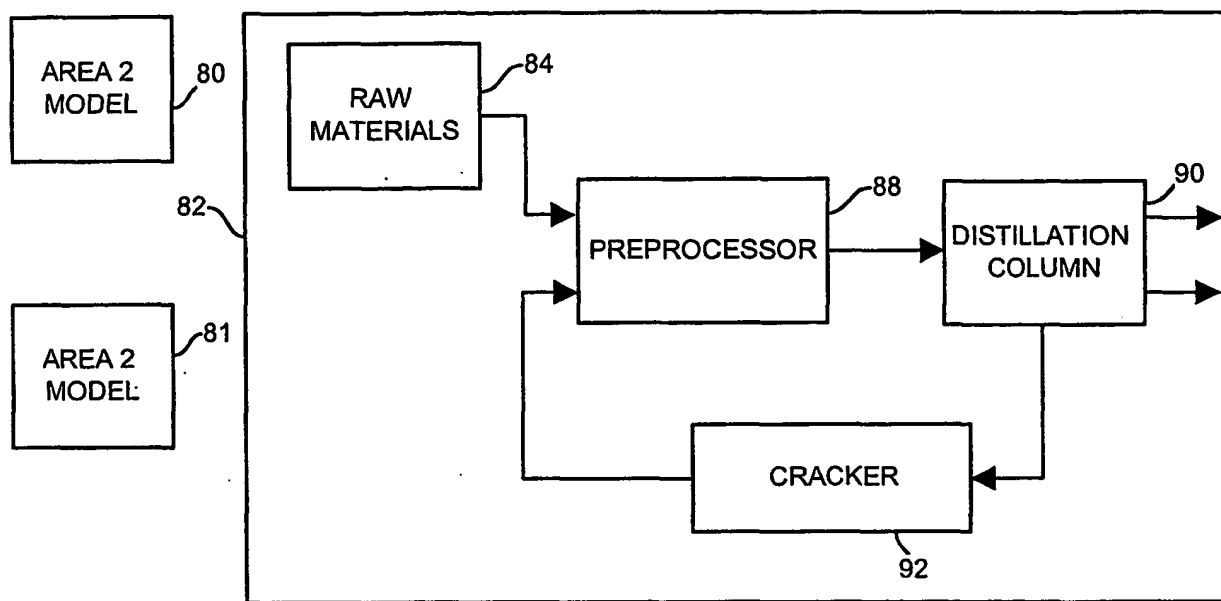 AREA 2
MODEL
80
RAW
MATERIALS
84
82
PREPROCESSOR
88
DISTILLATION
COLUMN
90
AREA 2
MODEL
81
CRACKER
92